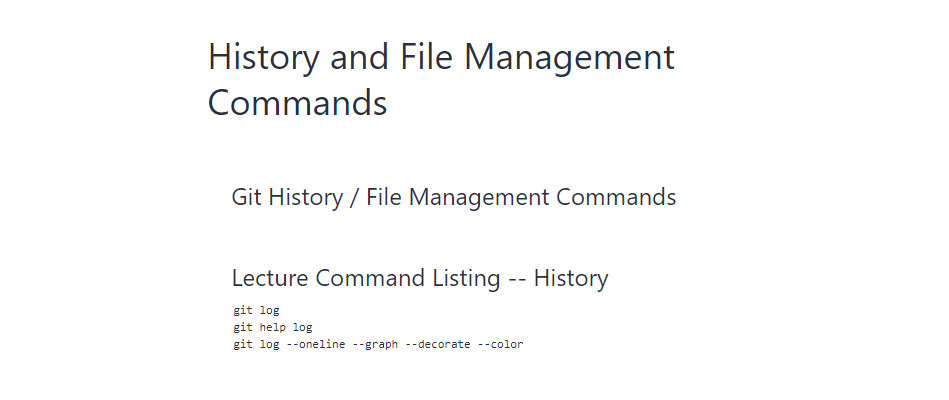 History and File Management
Commands
Git History / File Management Commands
Lecture Command Listing -- History
git log
git help log
git log --oneline --graph --decorate --color